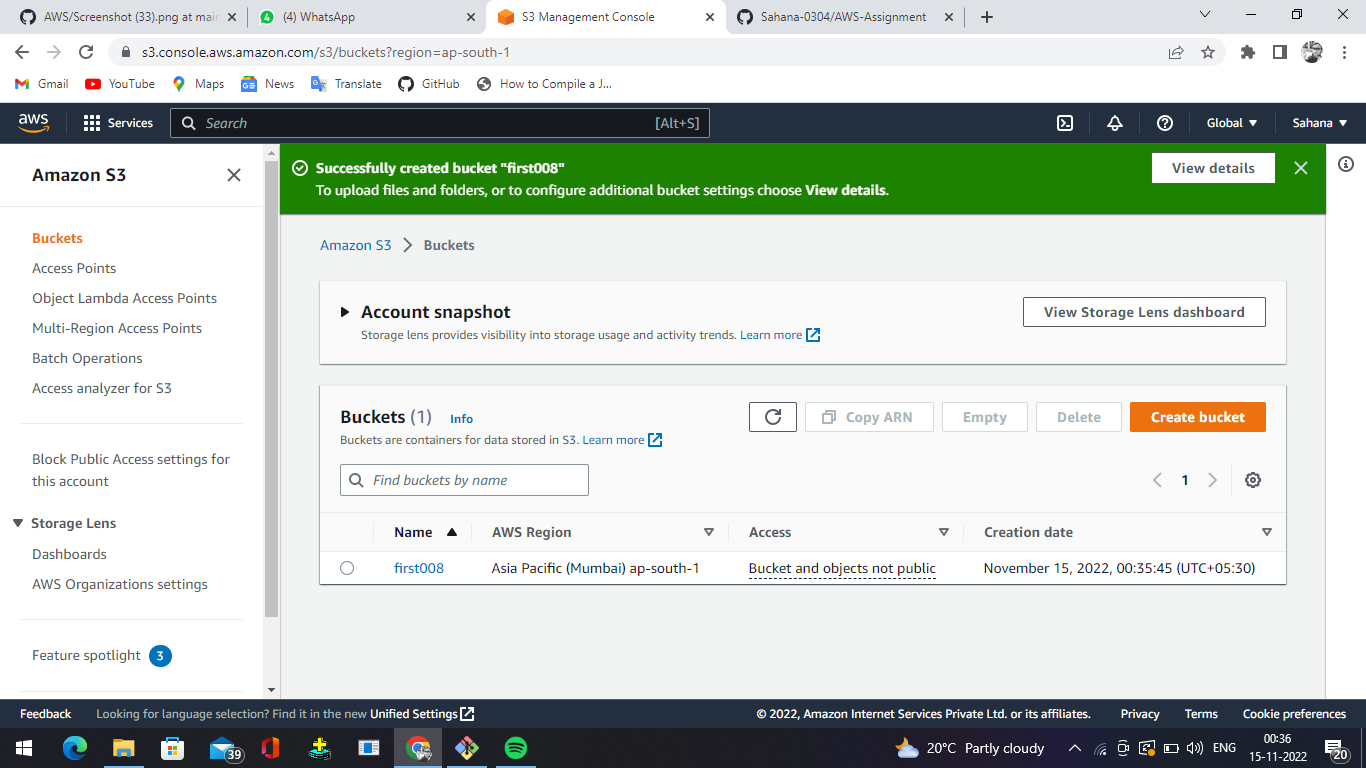 AWS/Screenshot (33).png at mai
(4) WhatsApp
S3 Management Console
Sahana-0304/AWS-Assignment
s3.console.aws.amazon.com/s3/buckets?region=ap-south-1
Gmail
YouTube
Maps
News
Translate
GitHub
How to Compile a J...
aws
Services
Search
[Alt+S]
Global
Sahana
Amazon S3
Buckets
Access Points
Object Lambda Access Points
Multi-Region Access Points
Batch Operations
Access analyzer for S3
Block Public Access settings for
this account
Storage Lens
Dashboards
AWS Organizations settings
Feature spotlight 3
Successfully created bucket "first008"
To upload files and folders, or to configure additional bucket settings choose View details.
View details
Amazon S3
Buckets
Account snapshot
Storage lens provides visibility into storage usage and activity trends. Learn more
View Storage Lens dashboard
Buckets (1) Info
Buckets are containers for data stored in S3. Learn more
Copy ARN
Empty
Delete
Create bucket
Find buckets by name
1
Name
AWS Region
Access
Creation date
first008
Asia Pacific (Mumbai) ap-south-1
Bucket and objects not public
November 15, 2022, 00:35:45 (UTC+05:30)
Feedback
Looking for language selection? Find it in the new Unified Settings
© 2022, Amazon Internet Services Private Ltd. or its affiliates.
Privacy
Terms
Cookie preferences
39
20°C Partly cloudy
ENG
00:36
15-11-2022
20